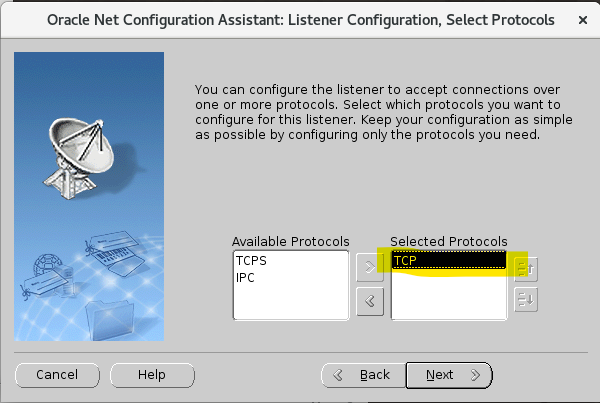 Oracle Net Configuration Assistant: Listener Configuration, Select Protocols
You can configure the listener to accept connections over
one or more protocols. Select which protocols you want to
configure for this listener. Keep your configuration as simple
as possible by configuring only the protocols you need.
Available Protocols
TCPS
IPC
Selected Protocols
TCP
Cancel
Help
Back
Next